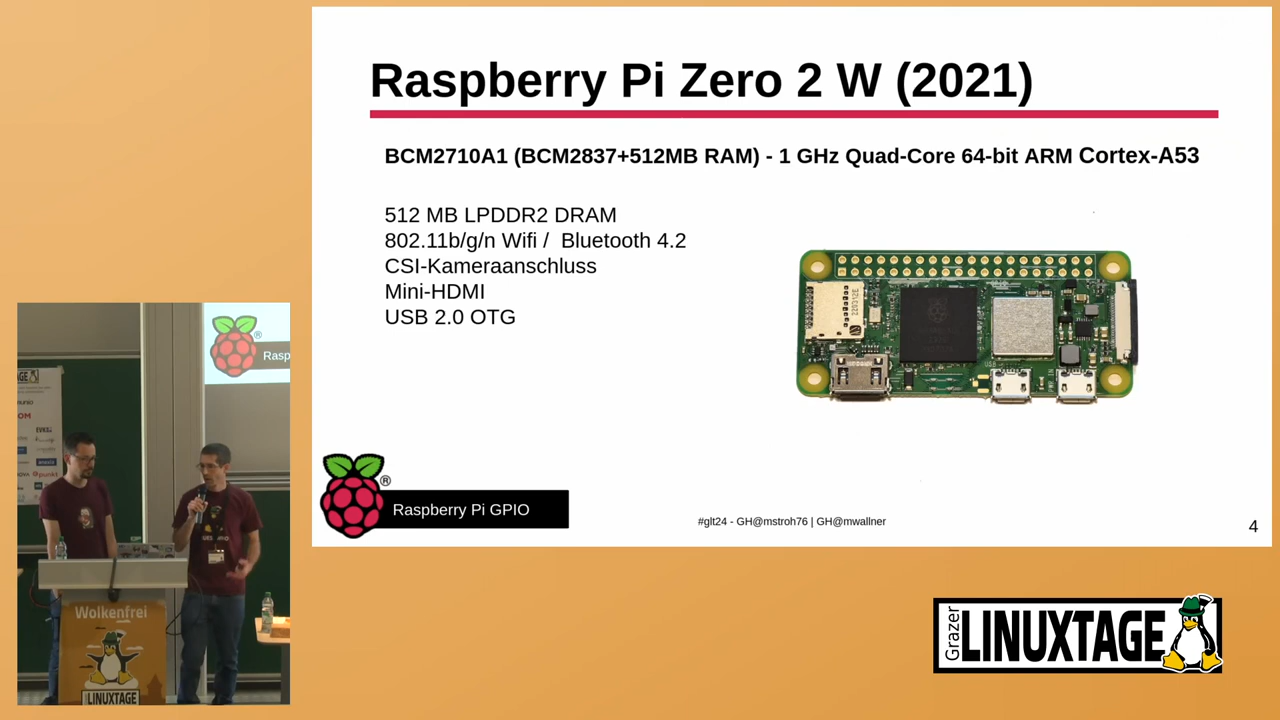 Raspberry Pi Zero 2 W (2021)
BCM2710A1 (BCM2837+512MB RAM) - 1 GHz Quad-Core 64-bit ARM Cortex-A53
512 MB LPDDR2 DRAM
802.11b/g/n Wifi / Bluetooth 4.2
CSI-Kameraanschluss
Mini-HDMI
USB 2.0 OTG
®
Raspberry Pi GPIO
#glt24 - GH@mstroh76 | GH@mwallner
4
®
Rasp
Wolkenfrei
LINUXTAGE
Grazer
LINUXTAGE